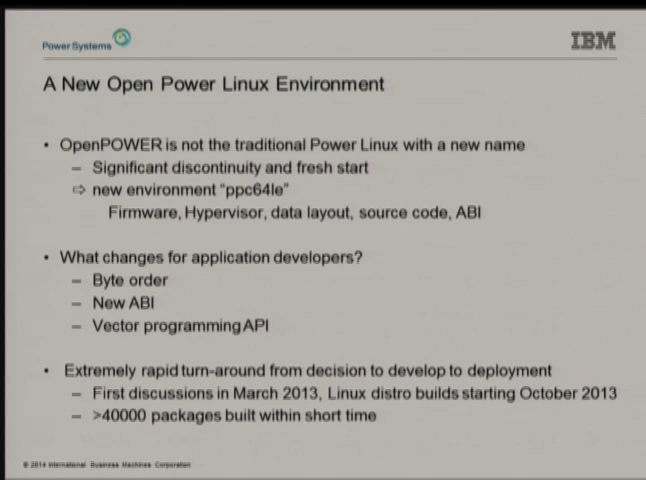 Power Systems
IBM
A New Open Power Linux Environment
• OpenPOWER is not the traditional Power Linux with a new name
– Significant discontinuity and fresh start
⇨ new environment "ppc64le"
Firmware, Hypervisor, data layout, source code, ABI
• What changes for application developers?
– Byte order
– New ABI
– Vector programming API
• Extremely rapid turn-around from decision to develop to deployment
– First discussions in March 2013, Linux distro builds starting October 2013
– >40000 packages built within short time
© 2014 International Business Machines Corporation